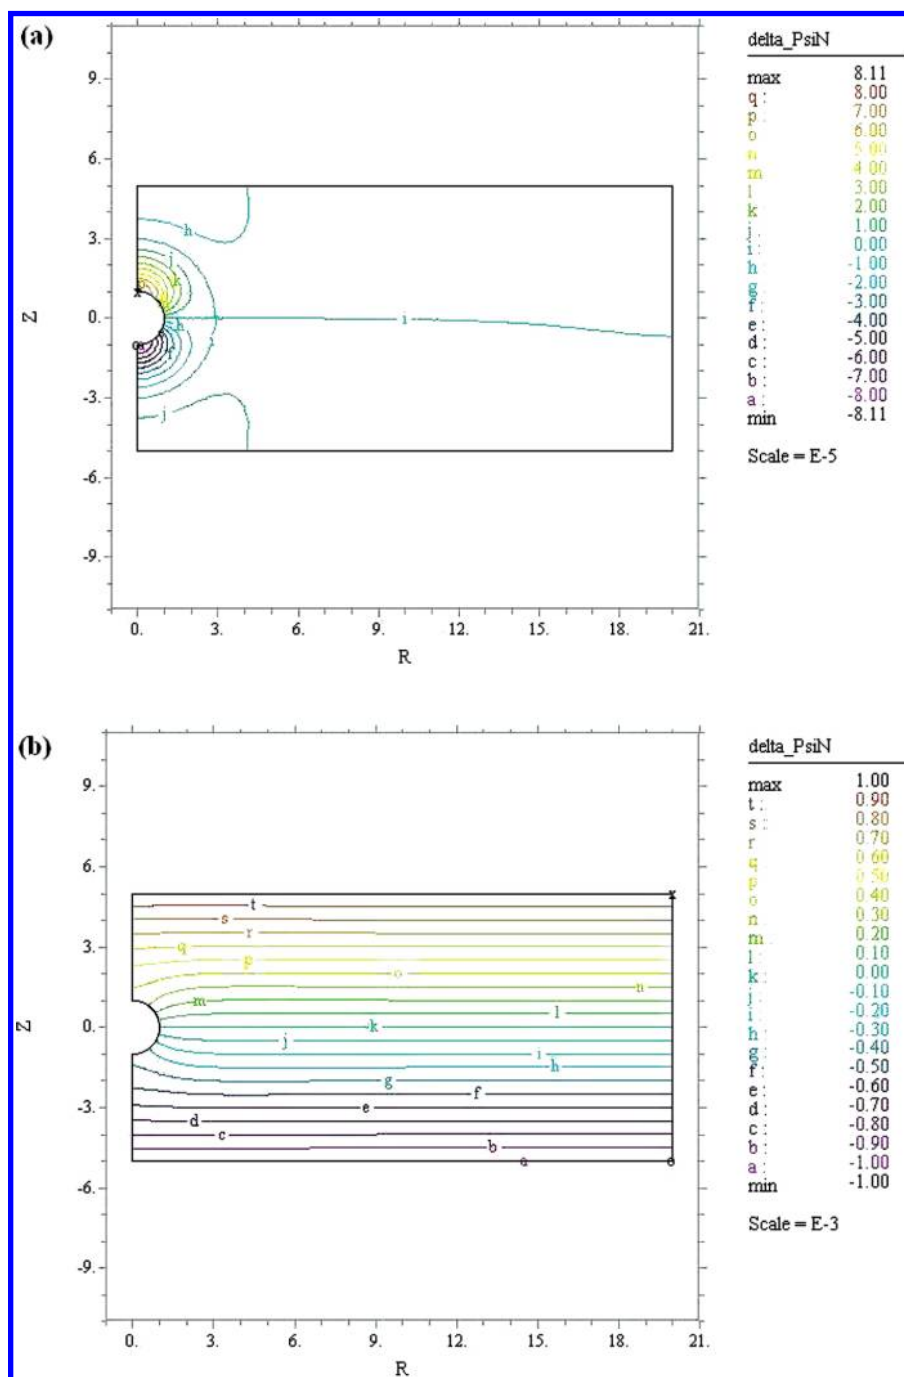 (a)
delta_PsiN
max 8.11
q : 8.00
p : 7.00
o 6.00
n 5.00
m 4.00
l 3.00
k 2.00
j : 1.00
i : 0.00
h -1.00
g -2.00
f -3.00
e : -4.00
d : -5.00
c : -6.00
b : -7.00
a : -8.00
min -8.11
Scale = E-5
9.
6.
3.
0.
-3.
-6.
-9.
Z
h
j
k
i
h
f
j
0. 3. 6. 9. 12. 15. 18. 21.
R
(b)
delta_PsiN
max 1.00
t : 0.90
s : 0.80
r 0.70
q 0.60
p 0.50
o 0.40
n : 0.30
m : 0.20
l : 0.10
k : 0.00
j : -0.10
i : -0.20
h : -0.30
g : -0.40
f : -0.50
e : -0.60
d : -0.70
c : -0.80
b : -0.90
a : -1.00
min -1.00
Scale = E-3
9.
6.
3.
0.
-3.
-6.
-9.
Z
x
t
s
r
q
p
o
n
m
l
k
j
i
h
g
f
e
d
c
b
a
o
0. 3. 6. 9. 12. 15. 18. 21.
R